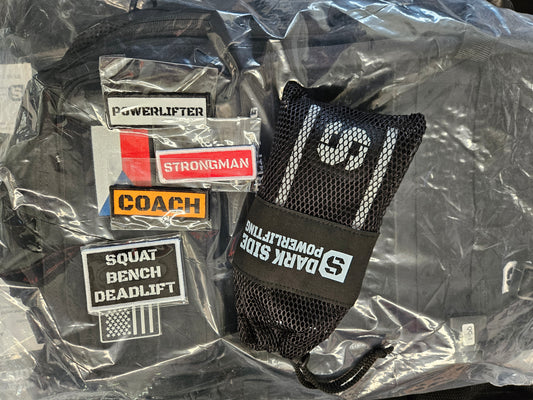 POWERLIFTER
STRONGMAN
COACH
SQUAT
BENCH
DEADLIFT
S
S DARK SIDE
POWERLIFTING